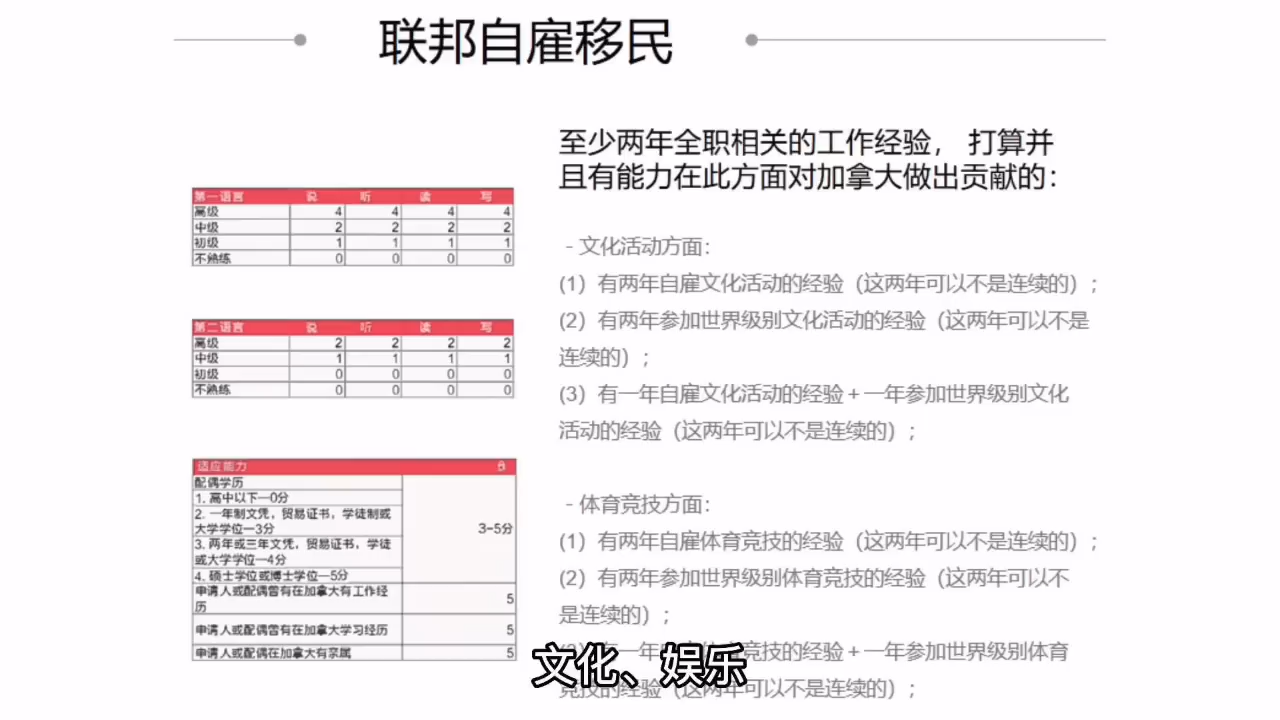 联邦自雇移民
至少两年全职相关的工作经验， 打算并
且有能力在此方面对加拿大做出贡献的：
第一语言 说 听 读 写
高级 4 4 4 4
中级 2 2 2 2
初级 1 1 1 1
不熟练 0 0 0 0
第二语言 说 听 读 写
高级 2 2 2 2
中级 1 1 1 1
初级 0 0 0 0
不熟练 0 0 0 0
适应能力 6
配偶学历
1. 高中以下—0分
2. 一年制文凭，贸易证书，学徒制或
大学学位—3分
3-5分
3. 两年或三年文凭，贸易证书，学徒
或大学学位—4分
4. 硕士学位或博士学位—5分
申请人或配偶曾有在加拿大有工作经
历 5
申请人或配偶曾有在加拿大学习经历 5
申请人或配偶在加拿大有亲属 5
- 文化活动方面：
(1）有两年自雇文化活动的经验（这两年可以不是连续的）；
(2）有两年参加世界级别文化活动的经验（这两年可以不是
连续的）；
(3）有一年自雇文化活动的经验＋一年参加世界级别文化
活动的经验（这两年可以不是连续的）；
- 体育竞技方面：
(1）有两年自雇体育竞技的经验（这两年可以不是连续的）；
(2）有两年参加世界级别体育竞技的经验（这两年可以不
是连续的）；
(3）有一年自雇体育竞技的经验＋一年参加世界级别体育
竞技的经验（这两年可以不是连续的）；
文化、娱乐